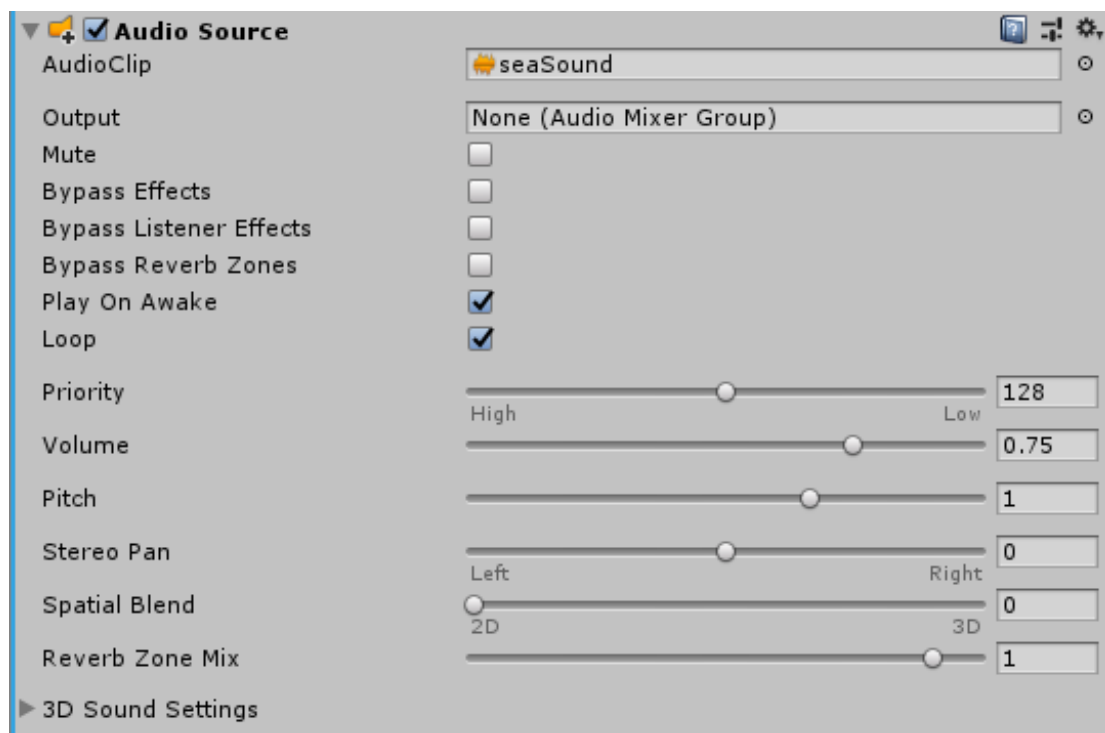 Audio Source
AudioClip seaSound
Output None (Audio Mixer Group)
Mute
Bypass Effects
Bypass Listener Effects
Bypass Reverb Zones
Play On Awake
Loop
Priority 128
High Low
Volume 0.75
Pitch 1
Stereo Pan 0
Left Right
Spatial Blend 0
2D 3D
Reverb Zone Mix 1
3D Sound Settings